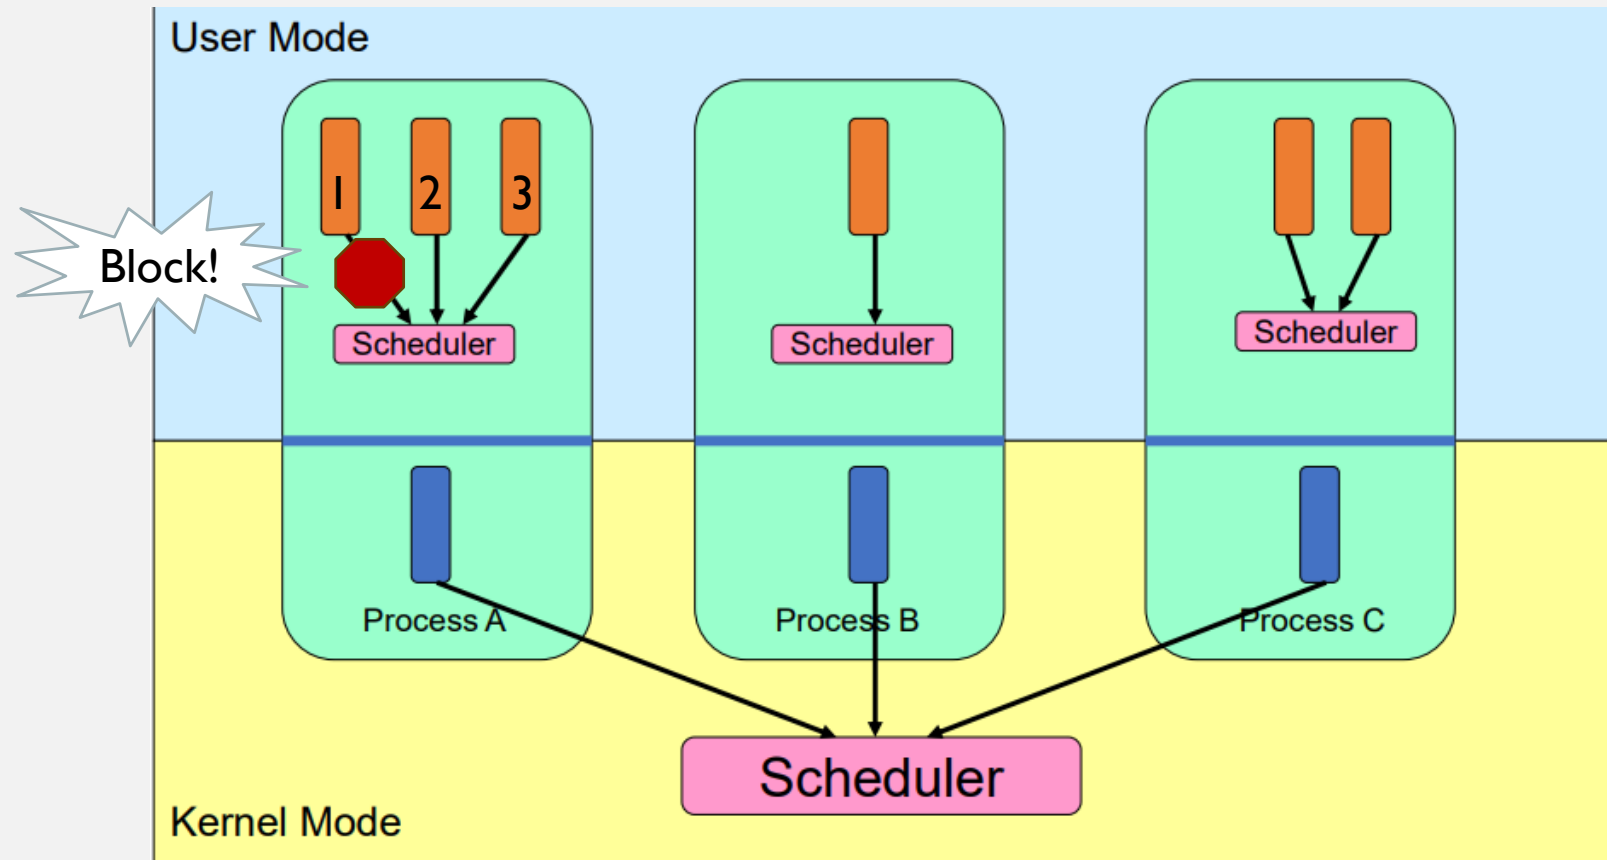 User Mode
1
2
3
Block!
Scheduler
Scheduler
Scheduler
Process A
Process B
Process C
Scheduler
Kernel Mode